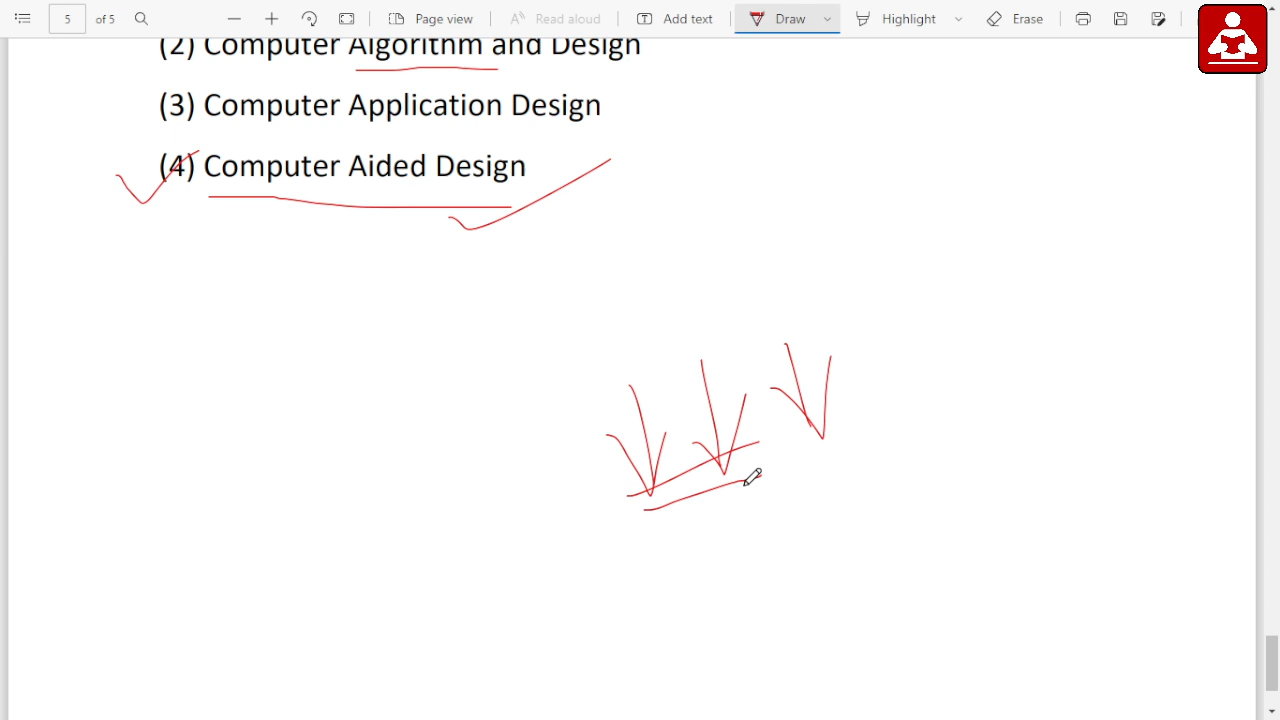 5 of 5 Page view Read aloud Add text Draw Highlight Erase
(2) Computer Algorithm and Design
(3) Computer Application Design
(4) Computer Aided Design